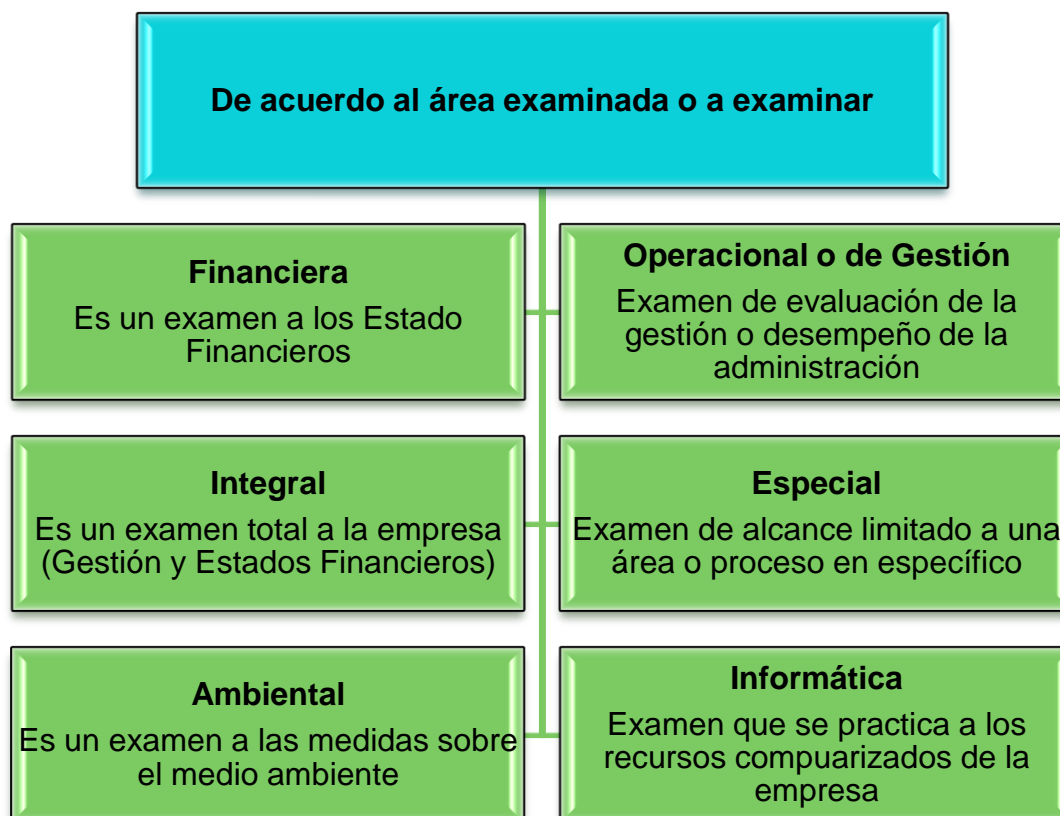 De acuerdo al área examinada o a examinar
Financiera
Es un examen a los Estado
Financieros
Operacional o de Gestión
Examen de evaluación de la
gestión o desempeño de la
administración
Integral
Es un examen total a la empresa
(Gestión y Estados Financieros)
Especial
Examen de alcance limitado a una
área o proceso en específico
Ambiental
Es un examen a las medidas sobre
el medio ambiente
Informática
Examen que se practica a los
recursos compuarizados de la
empresa